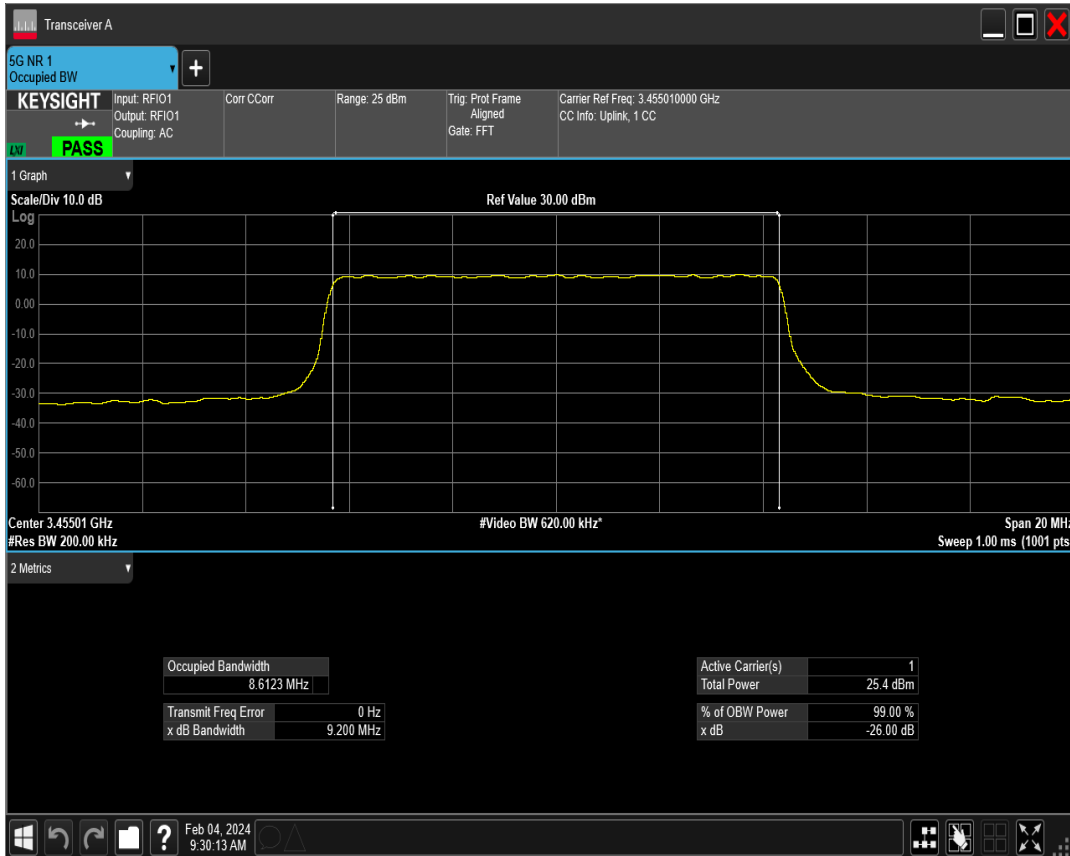 Transceiver A
5G NR 1
Occupied BW
+
KEYSIGHT
LXI
PASS
Input: RFIO1
Output: RFIO1
Coupling: AC
Corr CCorr
Range: 25 dBm
Trig: Prot Frame
Aligned
Gate: FFT
Carrier Ref Freq: 3.455010000 GHz
CC Info: Uplink, 1 CC
1 Graph
Scale/Div 10.0 dB
Ref Value 30.00 dBm
Log
20.0
10.0
0.00
-10.0
-20.0
-30.0
-40.0
-50.0
-60.0
Center 3.45501 GHz
#Video BW 620.00 kHz*
Span 20 MHz
#Res BW 200.00 kHz
Sweep 1.00 ms (1001 pts
2 Metrics
Occupied Bandwidth
8.6123 MHz
Transmit Freq Error 0 Hz
x dB Bandwidth 9.200 MHz
Active Carrier(s) 1
Total Power 25.4 dBm
% of OBW Power 99.00 %
x dB -26.00 dB
?
Feb 04, 2024
9:30:13 AM